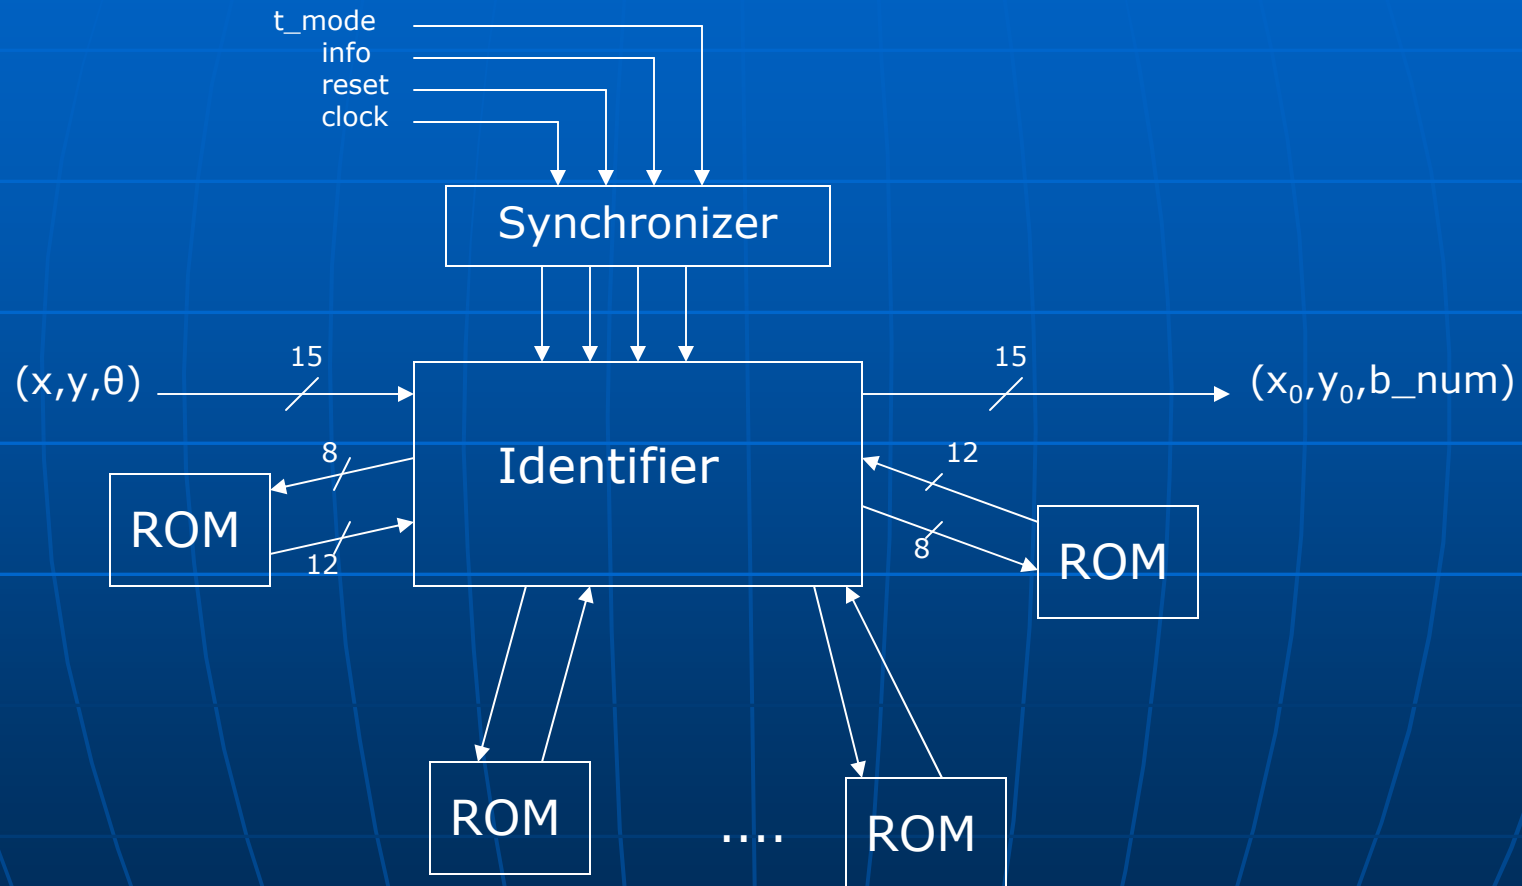 t_mode
info
reset
clock
Synchronizer
15
15
(x,y,θ)
(x₀,y₀,b_num)
8
Identifier
12
ROM
12
8
ROM
ROM
....
ROM